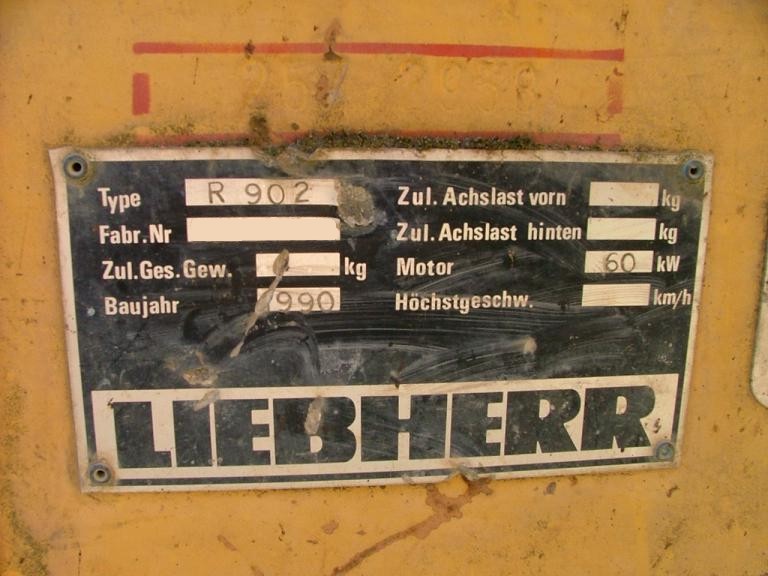 Type R 902
Fabr.Nr
Zul.Ges.Gew. kg
Baujahr 1990
Zul. Achslast vorn kg
Zul. Achslast hinten kg
Motor 60 kW
Höchstgeschw. km/h
LIEBHERR